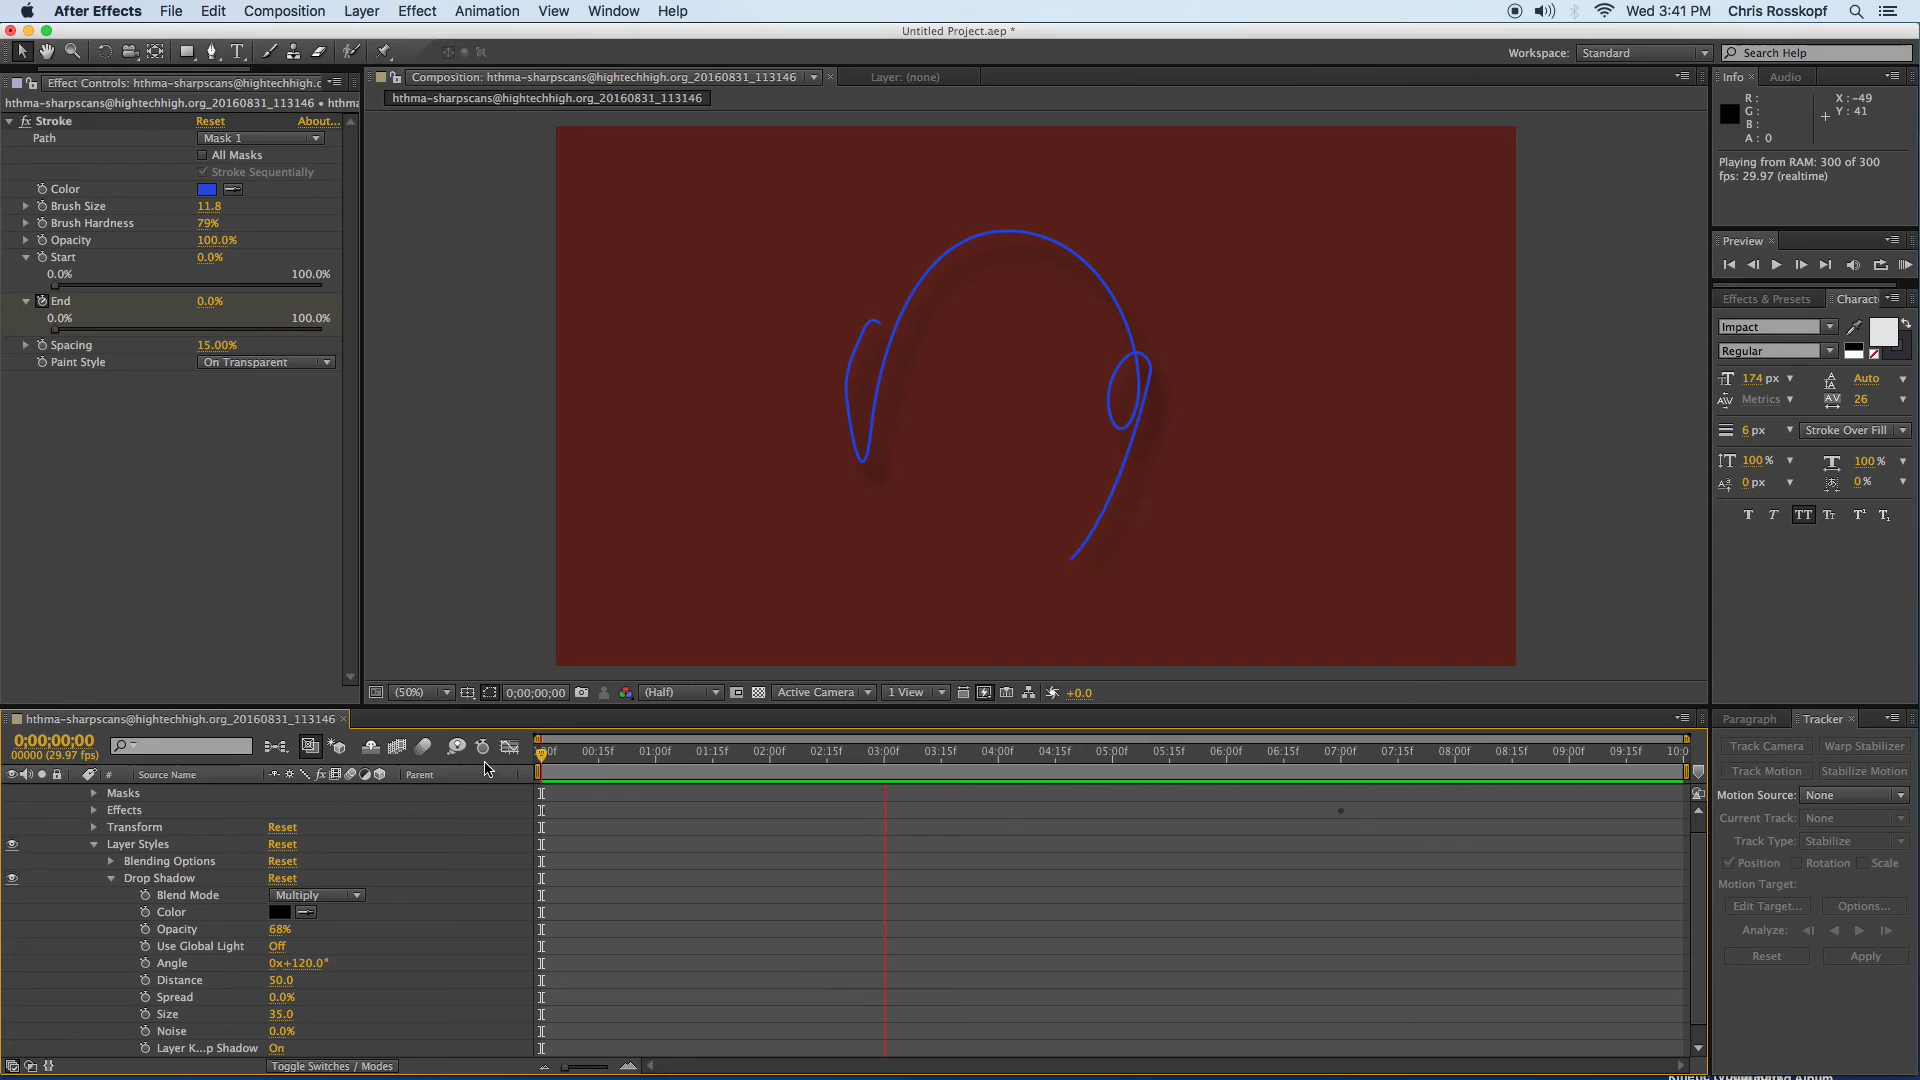 After Effects File Edit Composition Layer Effect Animation View Window Help Wed 3:41 PM Chris Rosskopf
Untitled Project.aep *
Workspace: Standard Search Help
Effect Controls: hthma-sharpscans@hightechhigh.c
Composition: hthma-sharpscans@hightechhigh.org_20160831_113146 Layer: (none)
Info Audio
hthma-sharpscans@hightechhigh.org_20160831_113146 • hthma
hthma-sharpscans@hightechhigh.org_20160831_113146
R: X: -49
G: Y: 41
B:
A: 0
Playing from RAM: 300 of 300
fps: 29.97 (realtime)
fx Stroke Reset About...
Path Mask 1
All Masks
Stroke Sequentially
Color
Brush Size 11.8
Brush Hardness 79%
Opacity 100.0%
Start 0.0%
0.0% 100.0%
End 0.0%
0.0% 100.0%
Spacing 15.00%
Paint Style On Transparent
Preview
Effects & Presets Charact
Impact
Regular
174 px Auto
Metrics 26
6 px Stroke Over Fill
100 % 100 %
0 px 0 %
T T TT Tt T¹ T₁
(50%) 0;00;00;00 (Half) Active Camera 1 View +0.0
hthma-sharpscans@hightechhigh.org_20160831_113146
0;00;00;00
00000 (29.97 fps)
00f 00:15f 01:00f 01:15f 02:00f 02:15f 03:00f 03:15f 04:00f 04:15f 05:00f 05:15f 06:00f 06:15f 07:00f 07:15f 08:00f 08:15f 09:00f 09:15f 10:0
# Source Name fx Parent
Masks
Effects
Transform Reset
Layer Styles Reset
Blending Options Reset
Drop Shadow Reset
Blend Mode Multiply
Color
Opacity 68%
Use Global Light Off
Angle 0x+120.0°
Distance 50.0
Spread 0.0%
Size 35.0
Noise 0.0%
Layer K...p Shadow On
Toggle Switches / Modes
Paragraph Tracker
Track Camera Warp Stabilizer
Track Motion Stabilize Motion
Motion Source: None
Current Track: None
Track Type: Stabilize
Position Rotation Scale
Motion Target:
Edit Target... Options...
Analyze:
Reset Apply